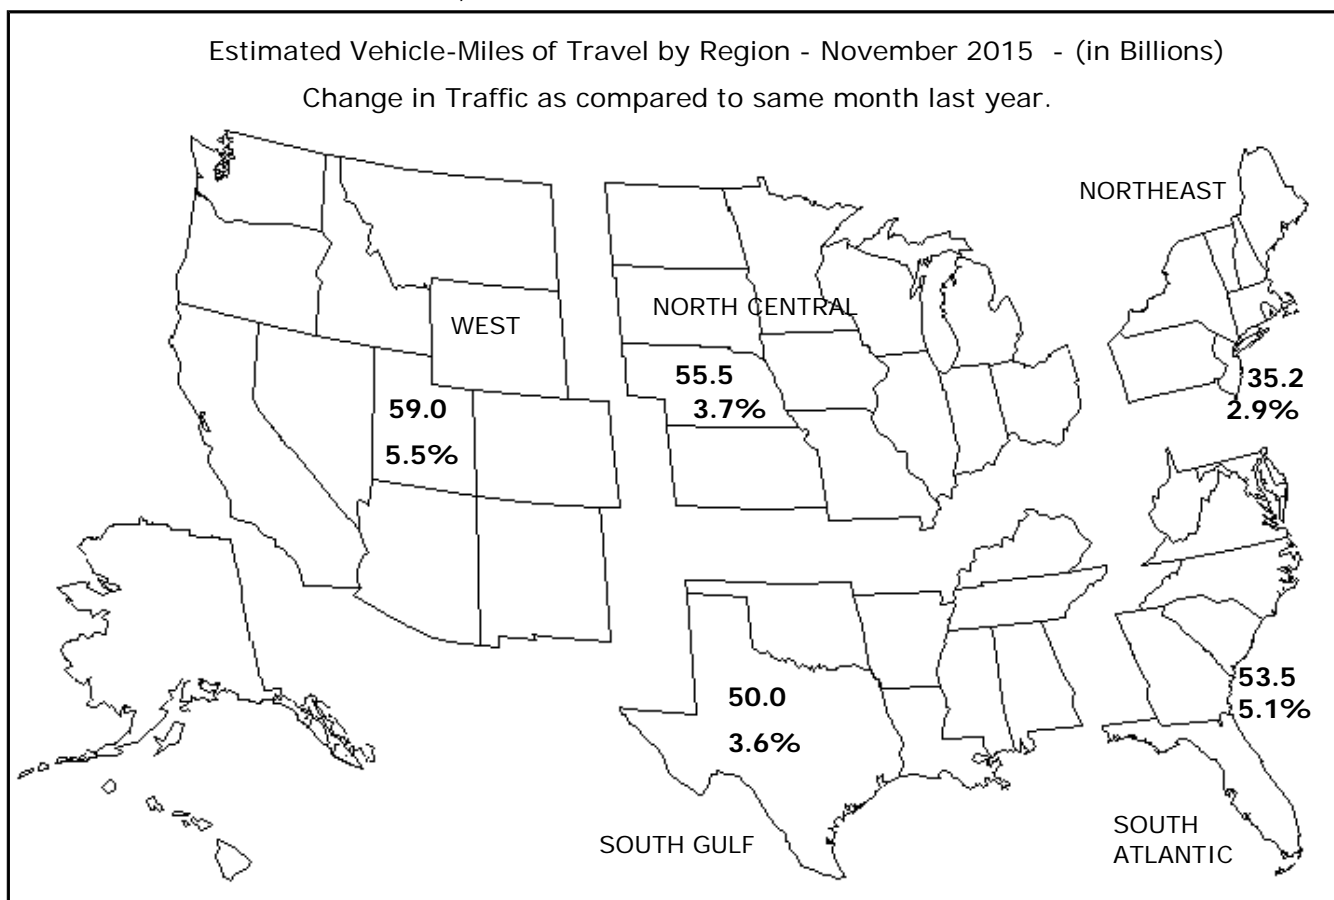 Estimated Vehicle-Miles of Travel by Region - November 2015 - (in Billions)
Change in Traffic as compared to same month last year.
NORTHEAST
WEST
NORTH CENTRAL
55.5
3.7%
35.2
2.9%
59.0
5.5%
50.0
3.6%
53.5
5.1%
SOUTH GULF
SOUTH
ATLANTIC